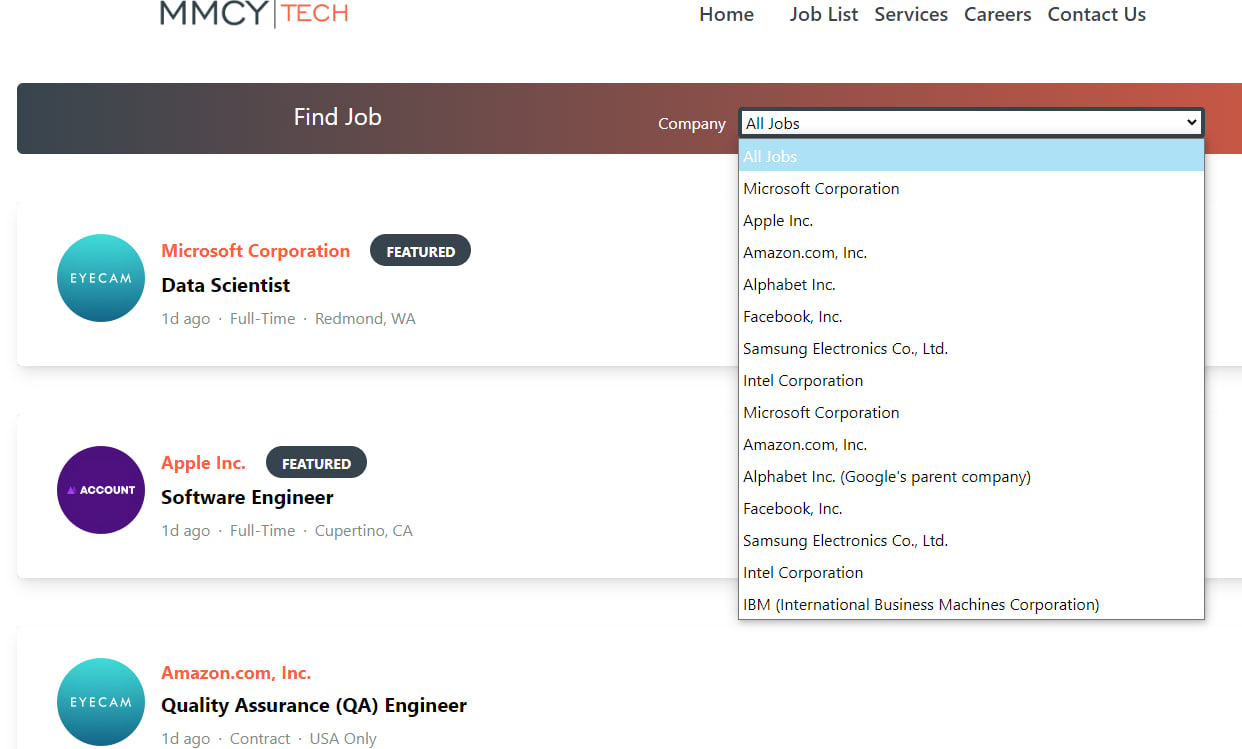 MMCY|TECH
Home Job List Services Careers Contact Us
Find Job
Company All Jobs
All Jobs
Microsoft Corporation
Apple Inc.
Amazon.com, Inc.
Alphabet Inc.
Facebook, Inc.
Samsung Electronics Co., Ltd.
Intel Corporation
Microsoft Corporation
Amazon.com, Inc.
Alphabet Inc. (Google's parent company)
Facebook, Inc.
Samsung Electronics Co., Ltd.
Intel Corporation
IBM (International Business Machines Corporation)
EYECAM
Microsoft Corporation FEATURED
Data Scientist
1d ago · Full-Time · Redmond, WA
ACCOUNT
Apple Inc. FEATURED
Software Engineer
1d ago · Full-Time · Cupertino, CA
EYECAM
Amazon.com, Inc.
Quality Assurance (QA) Engineer
1d ago · Contract · USA Only